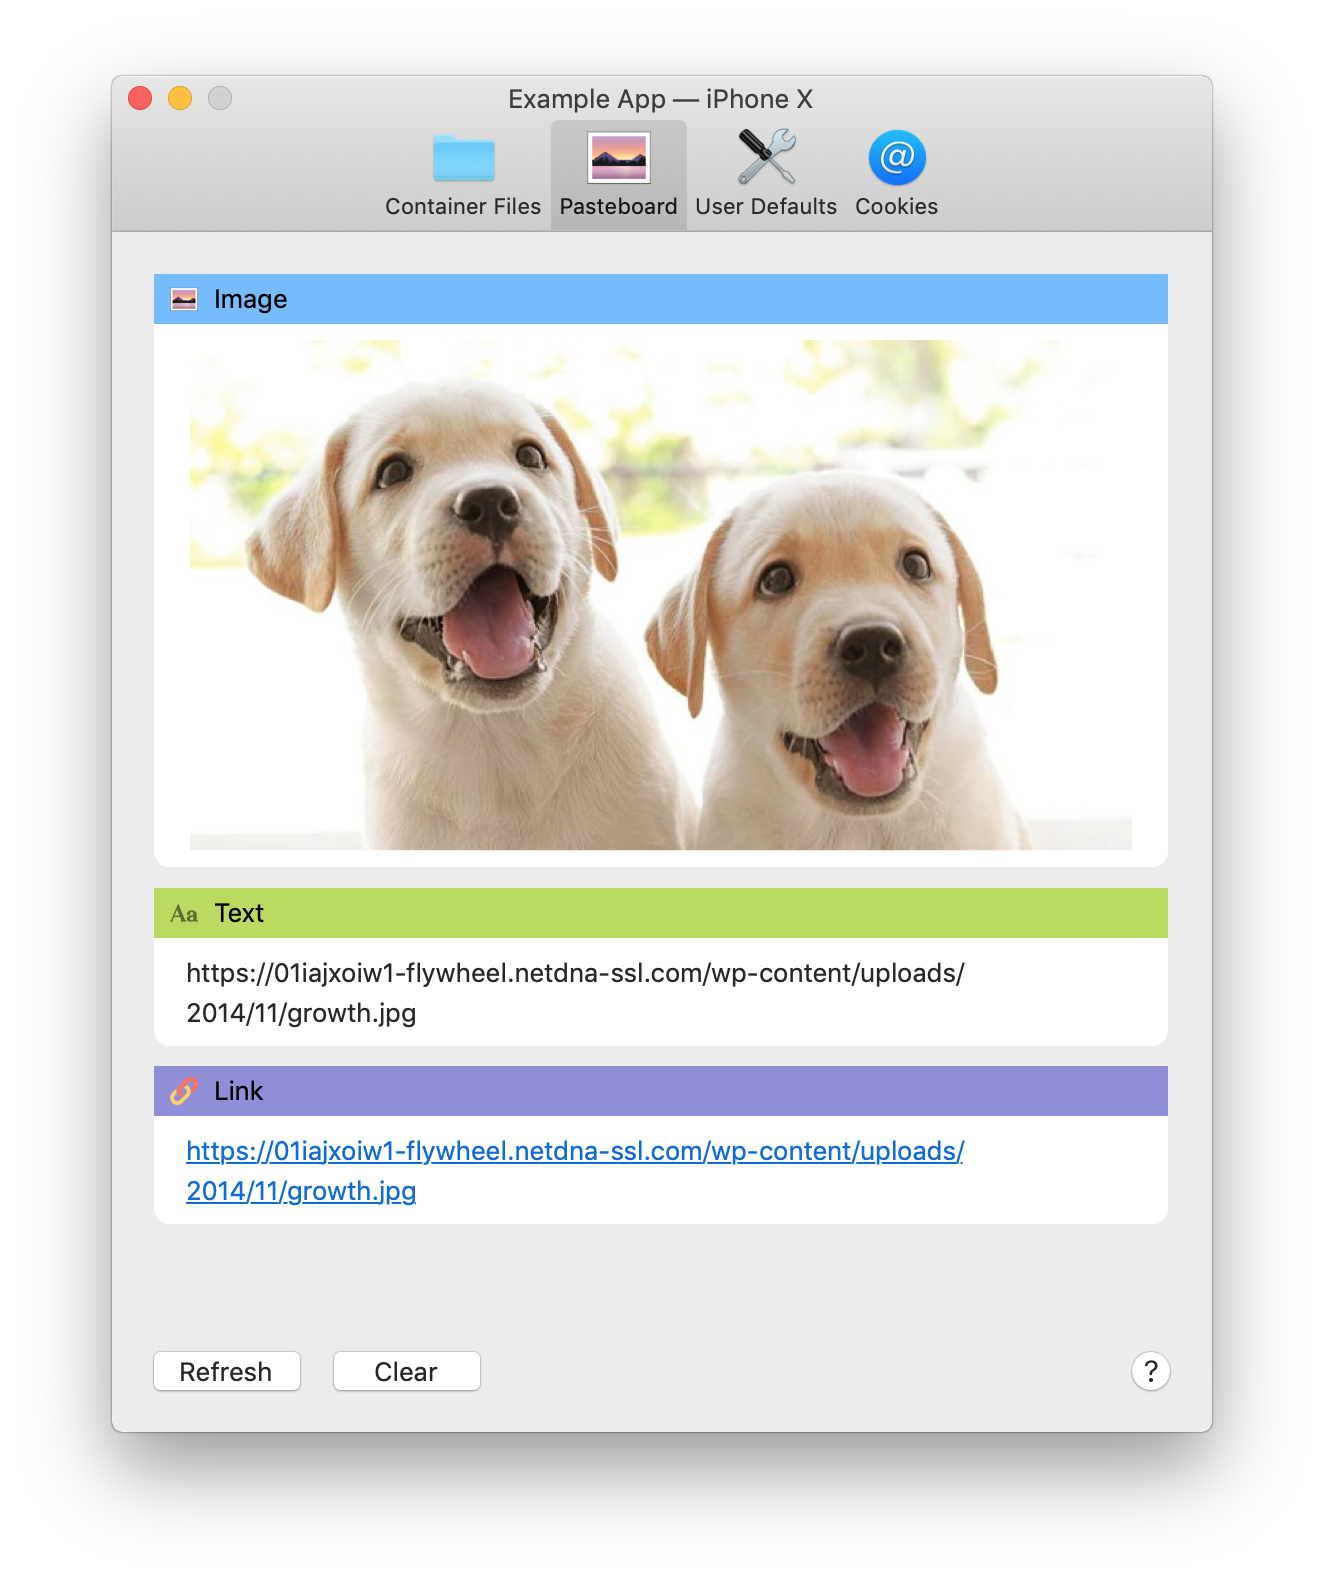 Example App — iPhone X
Container Files
Pasteboard
User Defaults
@
Cookies
Image
Aa
Text
https://01iajxoiw1-flywheel.netdna-ssl.com/wp-content/uploads/
2014/11/growth.jpg
Link
https://01iajxoiw1-flywheel.netdna-ssl.com/wp-content/uploads/
2014/11/growth.jpg
Refresh
Clear
?